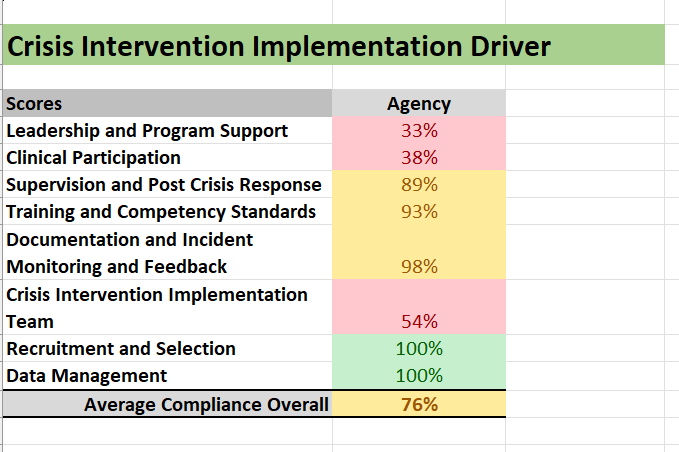 Crisis Intervention Implementation Driver
Scores Agency
Leadership and Program Support 33%
Clinical Participation 38%
Supervision and Post Crisis Response 89%
Training and Competency Standards 93%
Documentation and Incident
Monitoring and Feedback 98%
Crisis Intervention Implementation
Team 54%
Recruitment and Selection 100%
Data Management 100%
Average Compliance Overall 76%